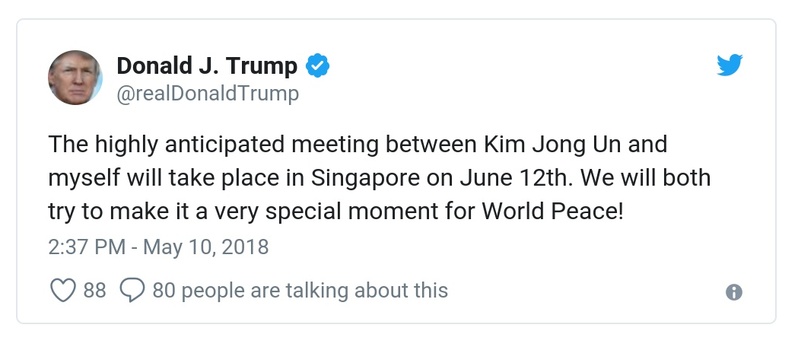 Donald J. Trump
@realDonaldTrump
The highly anticipated meeting between Kim Jong Un and
myself will take place in Singapore on June 12th. We will both
try to make it a very special moment for World Peace!
2:37 PM - May 10, 2018
88 80 people are talking about this